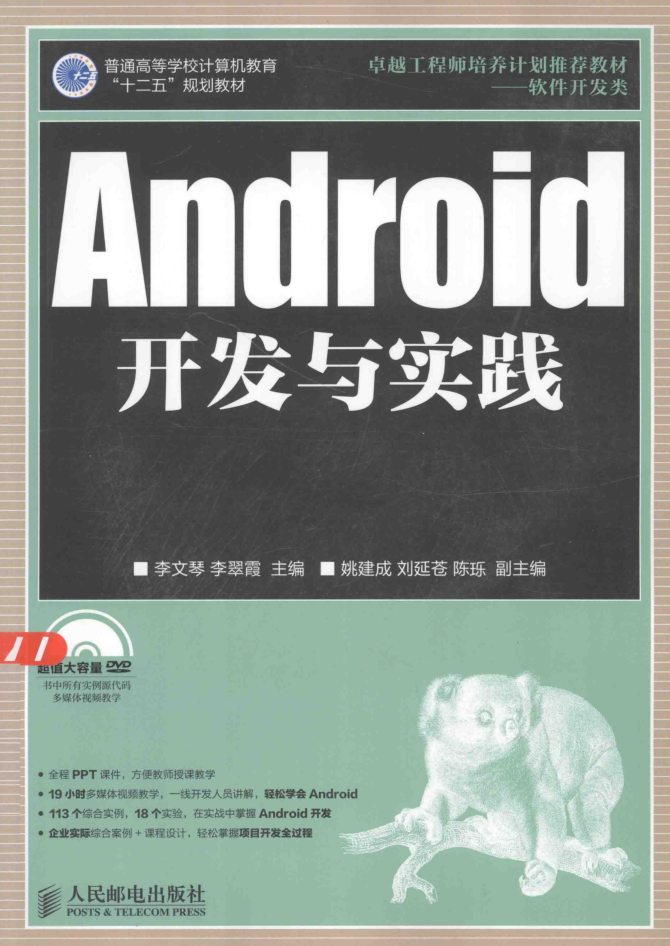 普通高等学校计算机教育
“十二五”规划教材
卓越工程师培养计划推荐教材
——软件开发类
Android
开发与实践
■ 李文琴 李翠霞 主编 ■ 姚建成 刘延苍 陈珎 副主编
超值大容量 DVD
书中所有实例源代码
多媒体视频教学
• 全程 PPT 课件，方便教师授课教学
• 19 小时多媒体视频教学，一线开发人员讲解，轻松学会 Android
• 113 个综合实例，18 个实验，在实战中掌握 Android 开发
• 企业实际综合案例 + 课程设计，轻松掌握项目开发全过程
人民邮电出版社
POSTS & TELECOM PRESS